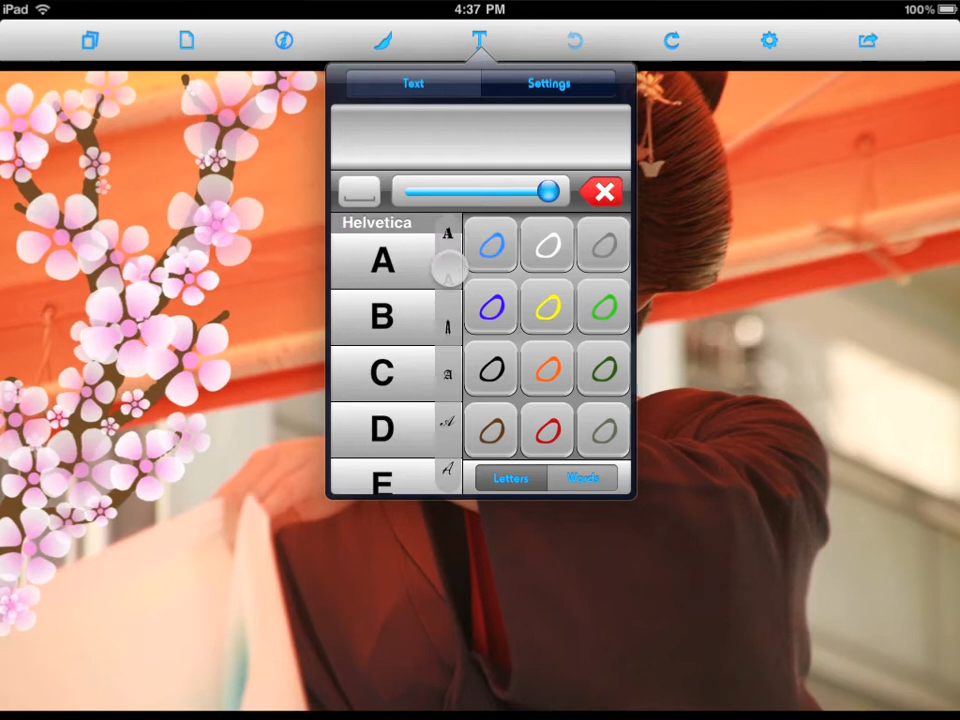 iPad 4:37 PM 100%
T
Text Settings
Helvetica
A
A
B
C
A
D
A
E
A
Letters Words